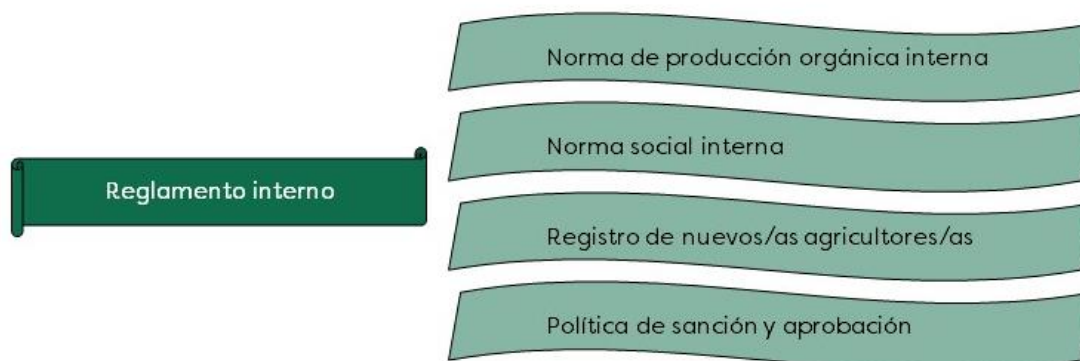 Reglamento interno
Norma de producción orgánica interna
Norma social interna
Registro de nuevos/as agricultores/as
Política de sanción y aprobación